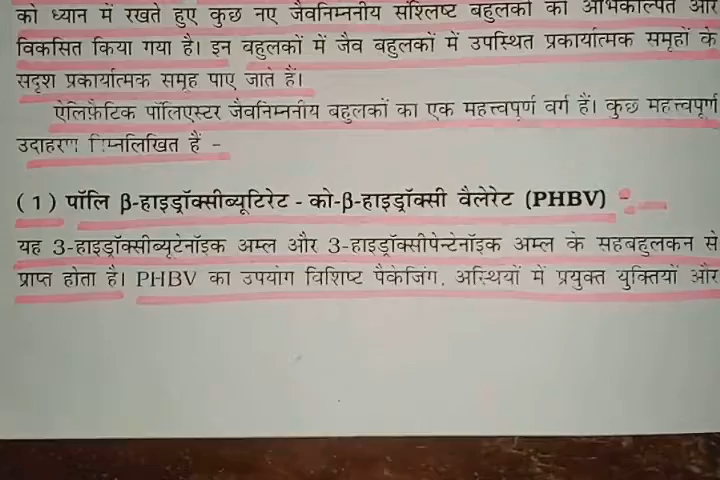 को ध्यान में रखते हुए कुछ नए जैवनिम्ननीय संश्लिष्ट बहुलकों को अभिकल्पित और
विकसित किया गया है। इन बहुलकों में जैव बहुलकों में उपस्थित प्रकार्यात्मक समूहों के
सदृश प्रकार्यात्मक समूह पाए जाते हैं।
ऐलिफ़ैटिक पॉलिएस्टर जैवनिम्ननीय बहुलकों का एक महत्त्वपूर्ण वर्ग हैं। कुछ महत्त्वपूर्ण
उदाहरण निम्नलिखित हैं –
( 1 ) पॉलि β-हाइड्रॉक्सीब्यूटिरेट - को-β-हाइड्रॉक्सी वैलेरेट (PHBV) -
यह 3-हाइड्रॉक्सीब्यूटेनॉइक अम्ल और 3-हाइड्रॉक्सीपेन्टेनॉइक अम्ल के सहबहुलकन से
प्राप्त होता है। PHBV का उपयोग विशिष्ट पैकेजिंग, अस्थियों में प्रयुक्त युक्तियों और